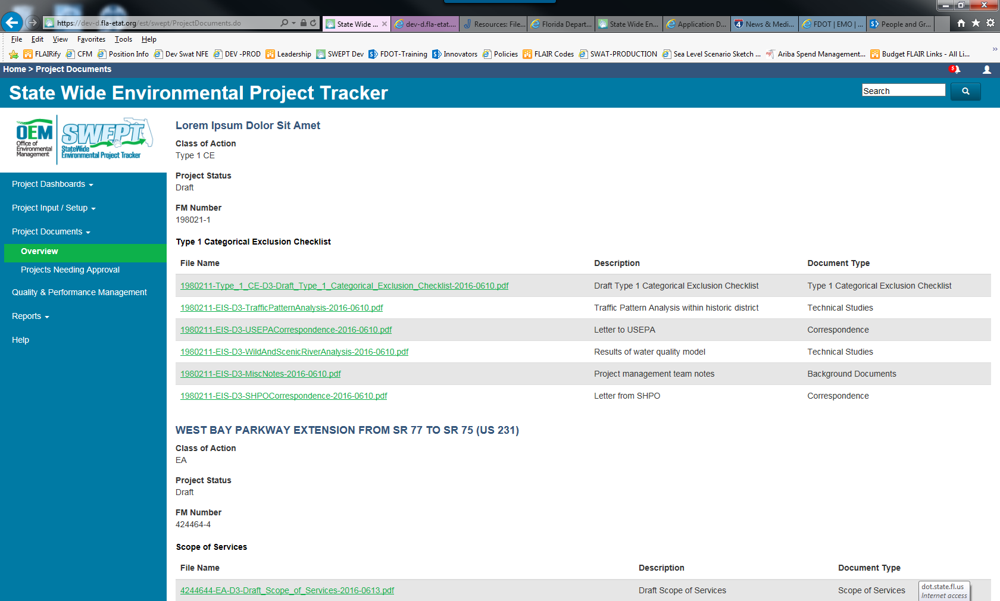 https://dev-d.fla-etat.org/est/swept/ProjectDocuments.do
State Wide ...
dev-d.fla-etat....
Resources: File...
Florida Depart...
State Wide En...
Application D...
News & Medi...
FDOT | EMO | ...
People and Gr...
File Edit View Favorites Tools Help
FLAIRify CFM Position Info Dev Swat NFE DEV -PROD Leadership SWEPT Dev FDOT-Training Innovators Policies FLAIR Codes SWAT-PRODUCTION Sea Level Scenario Sketch ... Ariba Spend Management... Budget FLAIR Links - All Li...
Home > Project Documents
5
State Wide Environmental Project Tracker
Search
OEM
Office of
Environmental
Management
SWEPT
StateWide
Environmental Project Tracker
Project Dashboards
Project Input / Setup
Project Documents
Overview
Projects Needing Approval
Quality & Performance Management
Reports
Help
Lorem Ipsum Dolor Sit Amet
Class of Action
Type 1 CE
Project Status
Draft
FM Number
198021-1
Type 1 Categorical Exclusion Checklist
File Name Description Document Type
1980211-Type_1_CE-D3-Draft_Type_1_Categorical_Exclusion_Checklist-2016-0610.pdf Draft Type 1 Categorical Exclusion Checklist Type 1 Categorical Exclusion Checklist
1980211-EIS-D3-TrafficPatternAnalysis-2016-0610.pdf Traffic Pattern Analysis within historic district Technical Studies
1980211-EIS-D3-USEPACorrespondence-2016-0610.pdf Letter to USEPA Correspondence
1980211-EIS-D3-WildAndScenicRiverAnalysis-2016-0610.pdf Results of water quality model Technical Studies
1980211-EIS-D3-MiscNotes-2016-0610.pdf Project management team notes Background Documents
1980211-EIS-D3-SHPOCorrespondence-2016-0610.pdf Letter from SHPO Correspondence
WEST BAY PARKWAY EXTENSION FROM SR 77 TO SR 75 (US 231)
Class of Action
EA
Project Status
Draft
FM Number
424464-4
Scope of Services
File Name Description Document Type
4244644-EA-D3-Draft_Scope_of_Services-2016-0613.pdf Draft Scope of Services Scope of Services
dot.state.fl.us
Internet access